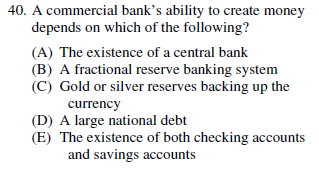 40. A commercial bank's ability to create money
depends on which of the following?
(A) The existence of a central bank
(B) A fractional reserve banking system
(C) Gold or silver reserves backing up the
currency
(D) A large national debt
(E) The existence of both checking accounts
and savings accounts